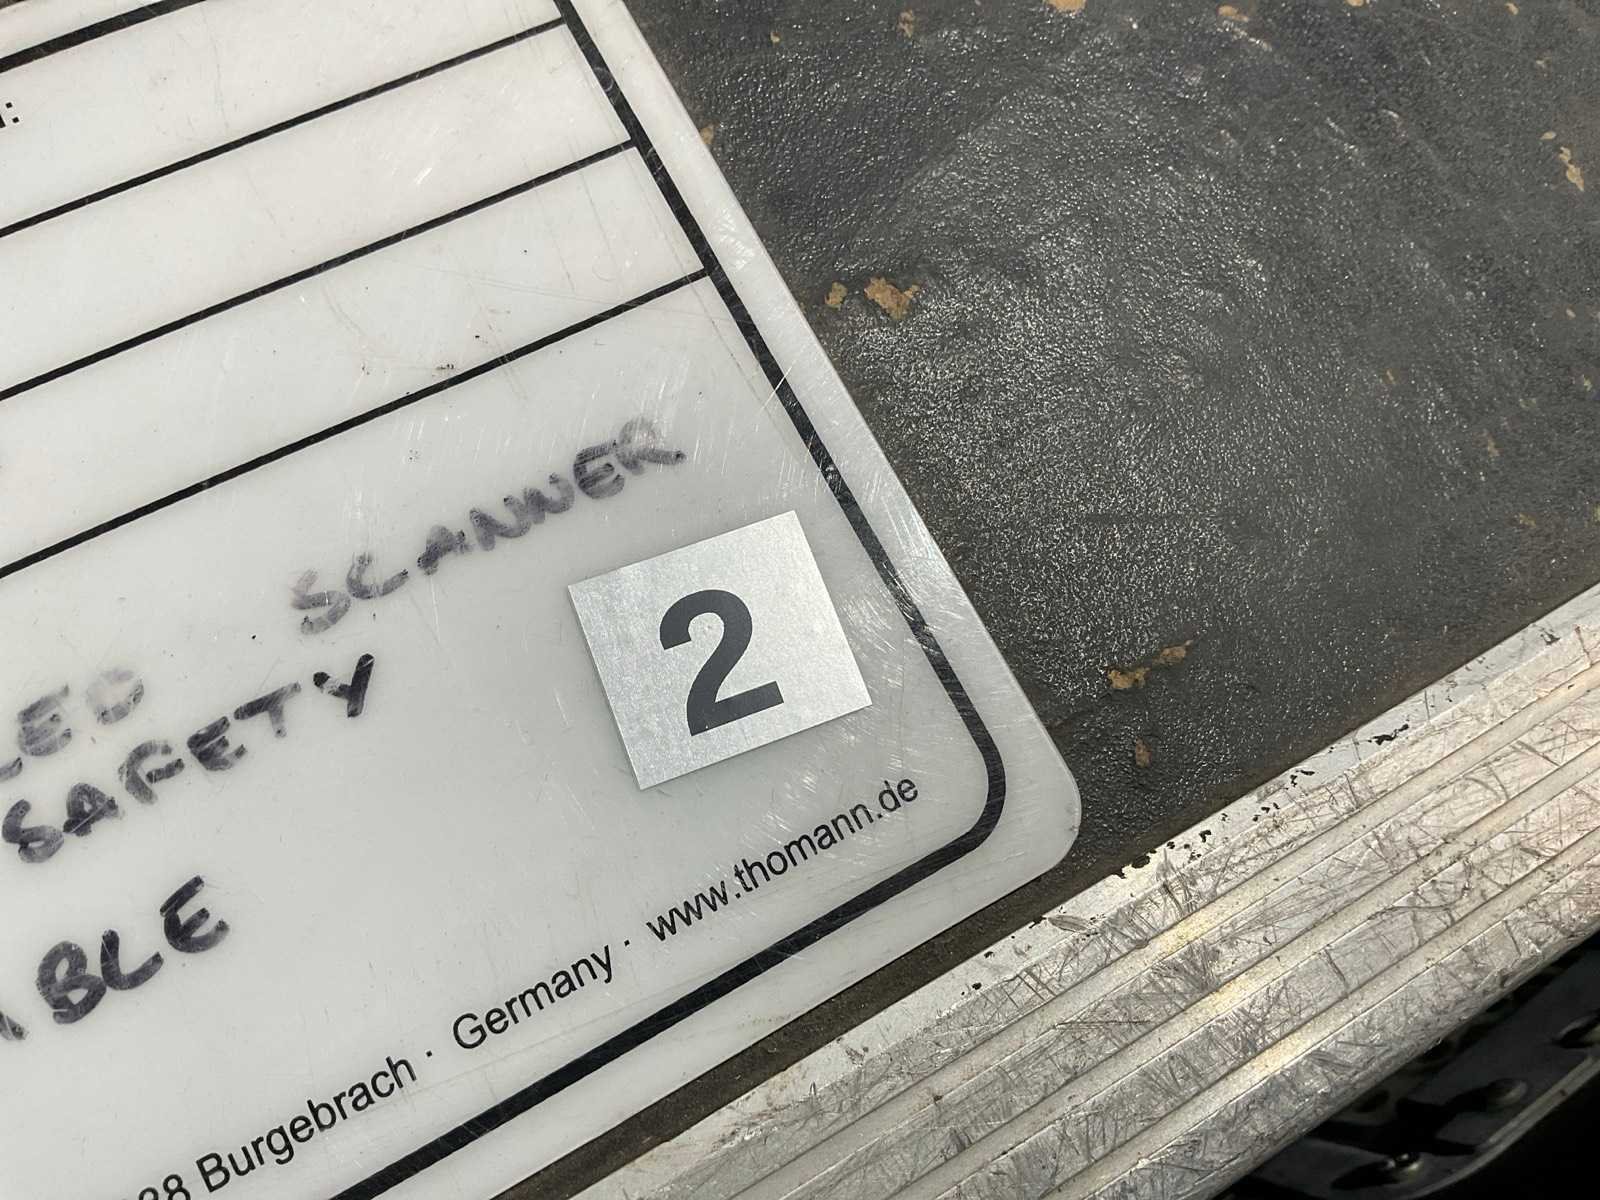 SCANNER
LED
SAFETY
2
BLE
88 Burgebrach · Germany · www.thomann.de